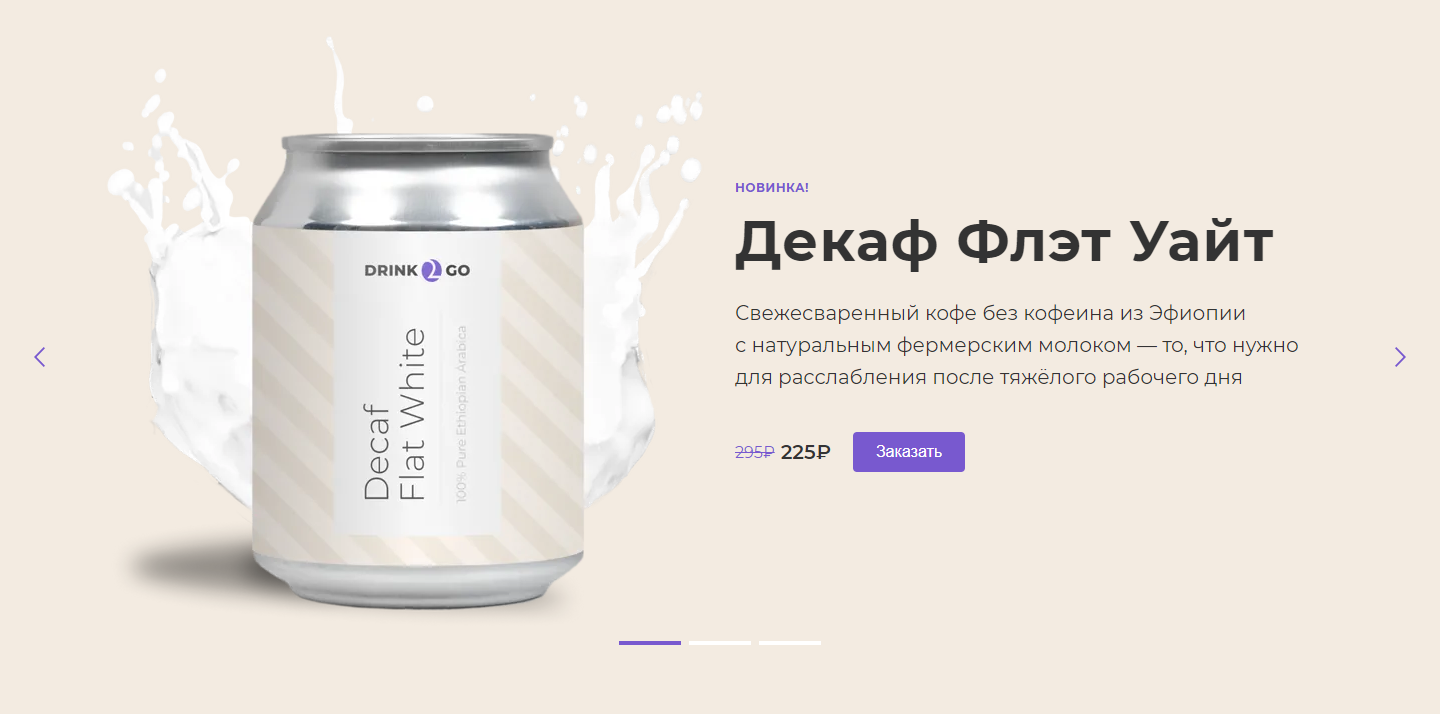 DRINK 2 GO
Decaf
Flat White
100% Pure Ethiopian Arabica
НОВИНКА!
Декаф Флэт Уайт
Свежесваренный кофе без кофеина из Эфиопии
с натуральным фермерским молоком — то, что нужно
для расслабления после тяжёлого рабочего дня
295₽ 225₽ Заказать